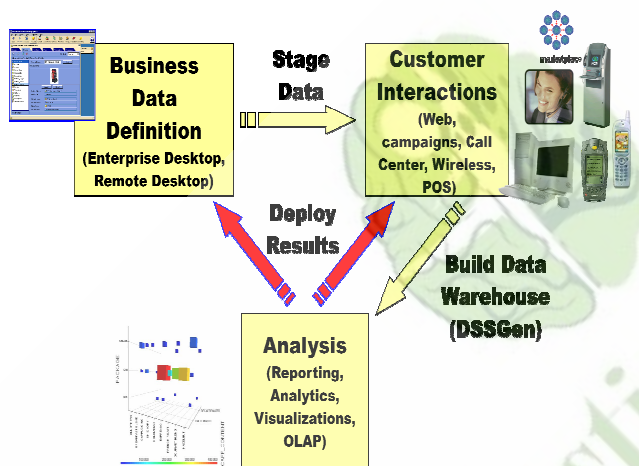 Business
Data
Definition
(Enterprise Desktop,
Remote Desktop)
Stage
Data
Customer
Interactions
(Web,
campaigns, Call
Center, Wireless,
POS)
Deploy
Results
Build Data
Warehouse
(DSSGen)
Analysis
(Reporting,
Analytics,
Visualizations,
OLAP)
PACKAGE